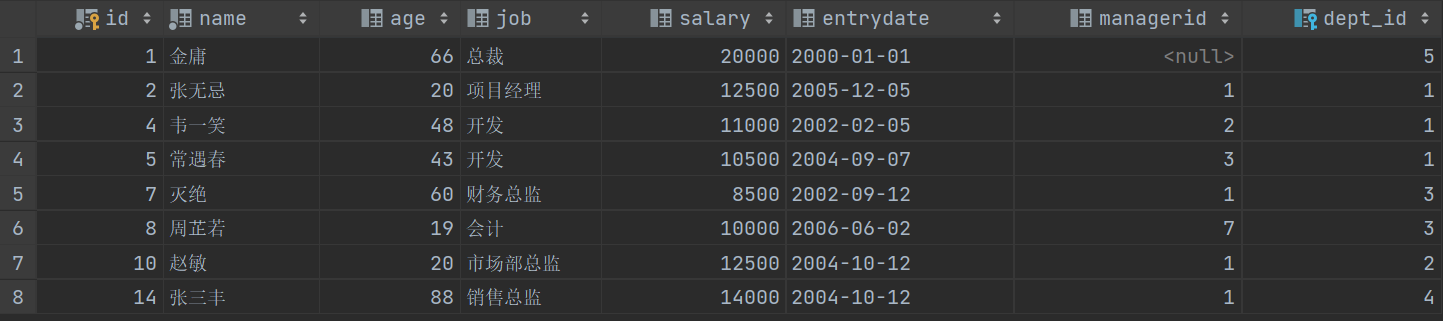 id name age job salary entrydate managerid dept_id
1 1 金庸 66 总裁 20000 2000-01-01 <null> 5
2 2 张无忌 20 项目经理 12500 2005-12-05 1 1
3 4 韦一笑 48 开发 11000 2002-02-05 2 1
4 5 常遇春 43 开发 10500 2004-09-07 3 1
5 7 灭绝 60 财务总监 8500 2002-09-12 1 3
6 8 周芷若 19 会计 10000 2006-06-02 7 3
7 10 赵敏 20 市场部总监 12500 2004-10-12 1 2
8 14 张三丰 88 销售总监 14000 2004-10-12 1 4